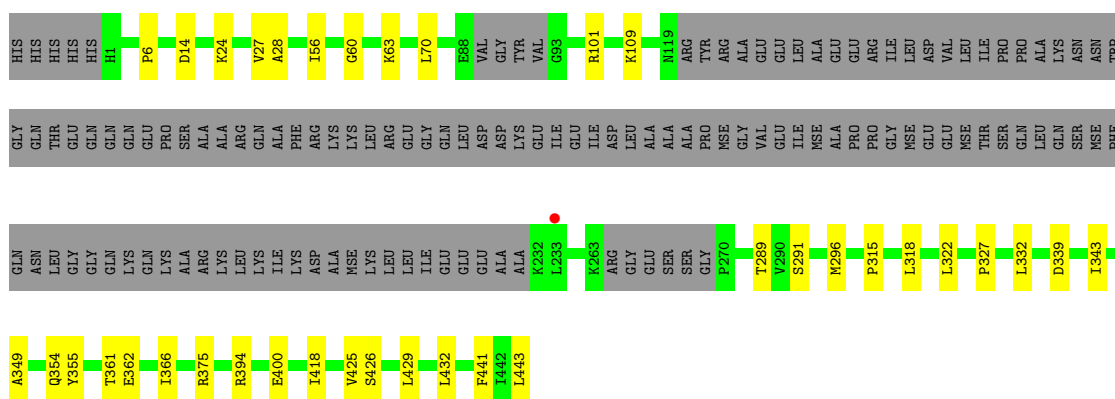 HIS HIS HIS HIS HIS H1 P6 D14 K24 V27 A28 I56 G60 K63 L70 E88 VAL GLY TYR VAL G93 R101 K109 N119 ARG TYR ARG ALA GLU GLU LEU ALA GLU GLU ARG ILE LEU ASP VAL LEU ILE PRO PRO ALA LYS ASN ASN TRP
GLY GLN THR GLU GLN GLN GLN GLU PRO SER ALA ALA ARG GLN ALA PHE ARG LYS LYS LEU ARG GLU GLY GLN LEU ASP ASP LYS GLU ILE GLU ILE ASP LEU ALA ALA ALA PRO MSE GLY VAL GLU ILE MSE ALA PRO PRO GLY MSE GLU GLU MSE THR SER GLN LEU GLN SER MSE PHE
GLN ASN LEU GLY GLY GLN LYS GLN LYS ALA ARG LYS LEU LYS ILE LYS ASP ALA MSE LYS LEU LEU ILE GLU GLU GLU ALA ALA K232 L233 K263 ARG GLY GLU SER SER GLY P270 T289 V290 S291 M296 P315 L318 L322 P327 L332 D339 I343
A349 Q354 Y355 T361 E362 I366 R375 R394 E400 I418 V425 S426 L429 L432 F441 I442 L443